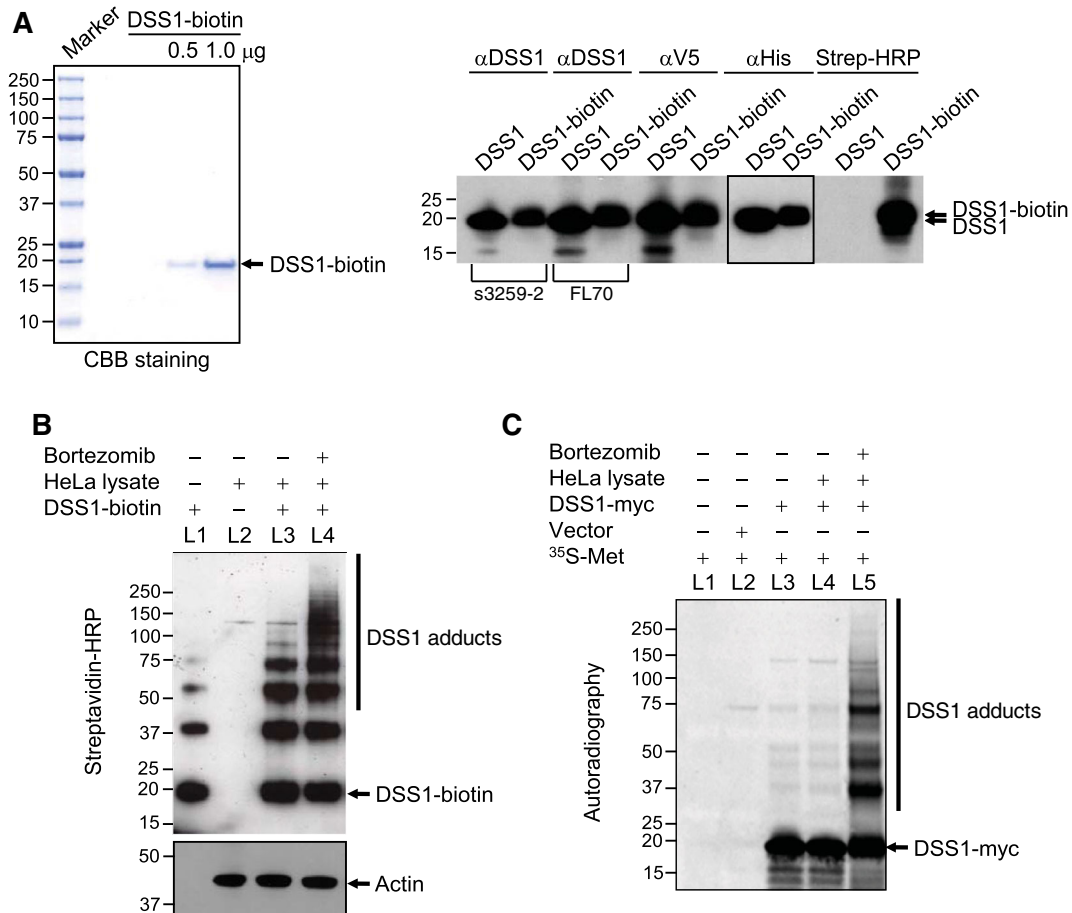 A
Marker
DSS1-biotin
0.5 1.0 μg
250
150
100
75
50
37
25
20
15
10
DSS1-biotin
CBB staining
αDSS1 αDSS1 αV5 αHis Strep-HRP
DSS1 DSS1-biotin DSS1 DSS1-biotin DSS1 DSS1-biotin DSS1 DSS1-biotin DSS1 DSS1-biotin
25
20
15
DSS1-biotin
DSS1
s3259-2 FL70
B
Bortezomib − − − +
HeLa lysate − + + +
DSS1-biotin + − + +
L1 L2 L3 L4
Streptavidin-HRP
250
150
100
75
50
37
25
20
15
DSS1 adducts
DSS1-biotin
50
37
Actin
C
Bortezomib − − − − +
HeLa lysate − − − + +
DSS1-myc − − + + +
Vector − + − − −
³⁵S-Met + + + + +
L1 L2 L3 L4 L5
Autoradiography
250
150
100
75
50
37
25
20
15
DSS1 adducts
DSS1-myc